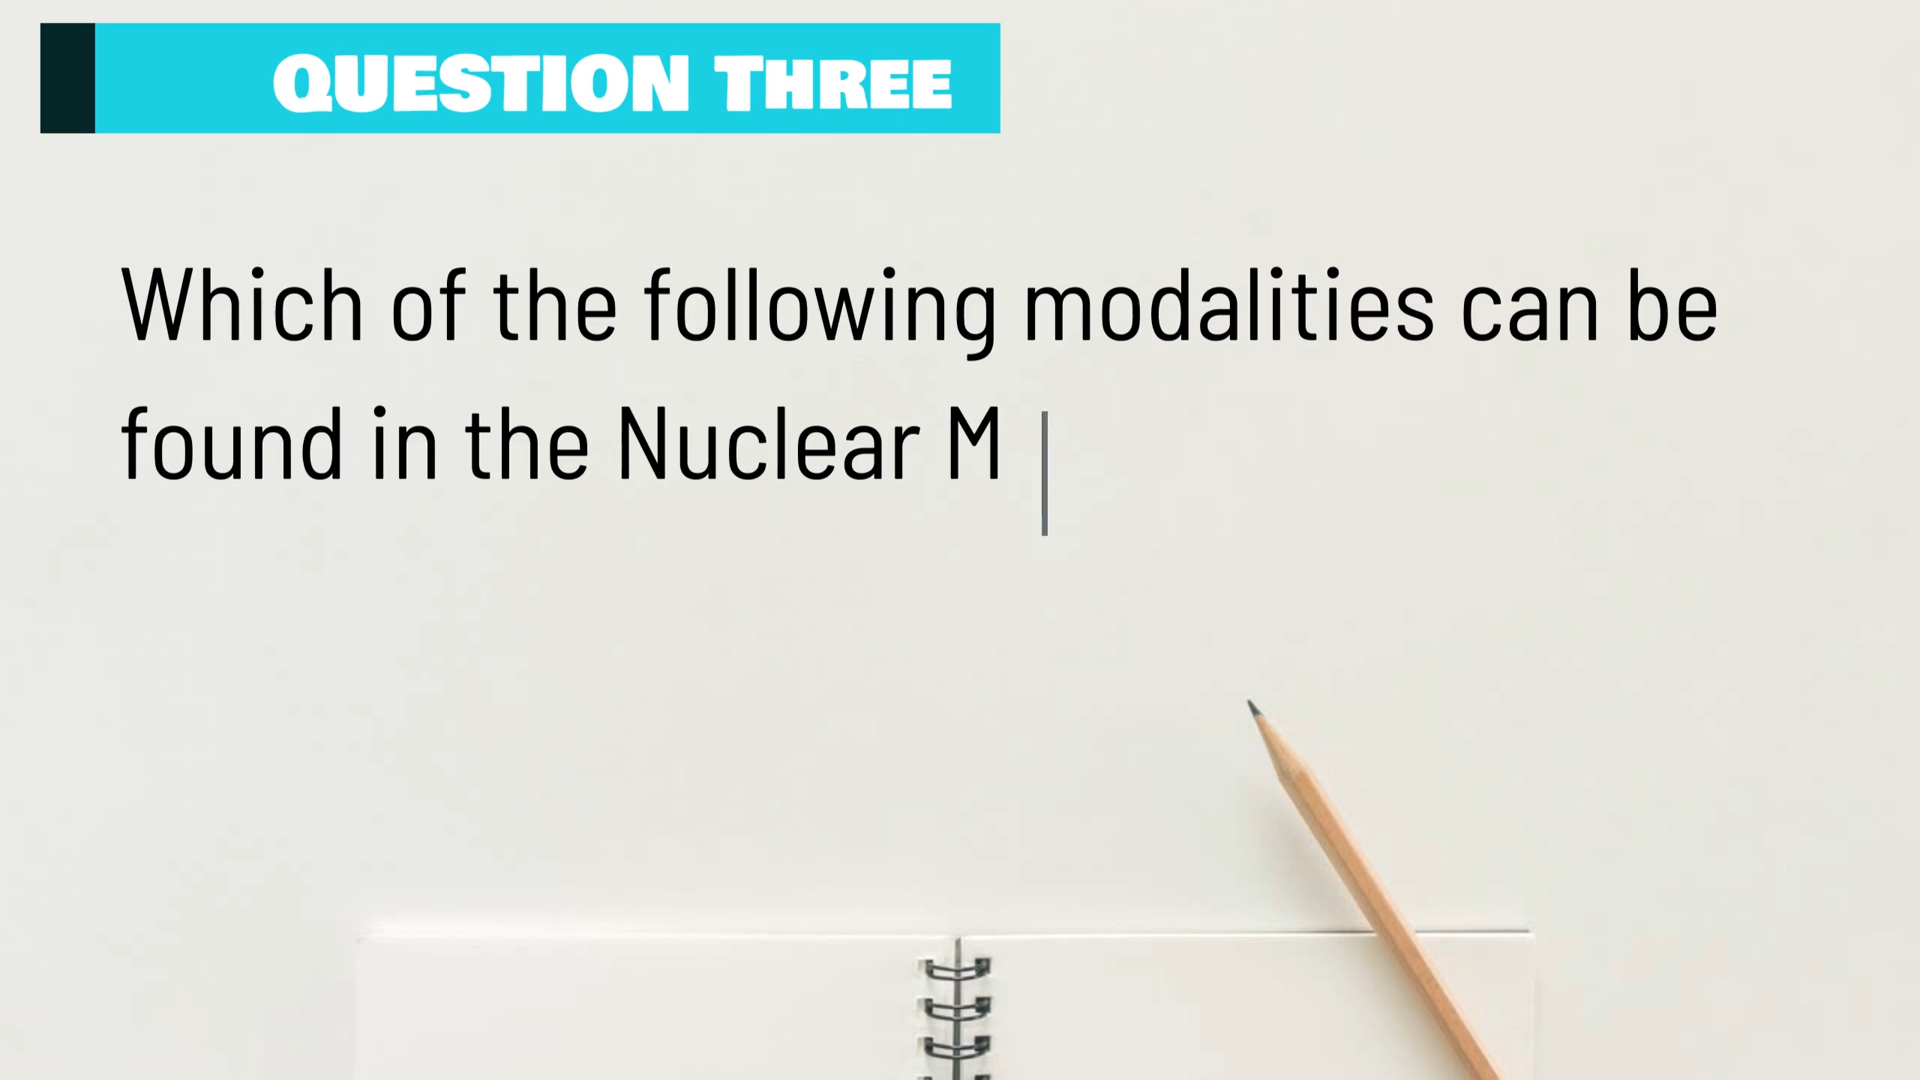 QUESTION THREE
Which of the following modalities can be
found in the Nuclear M